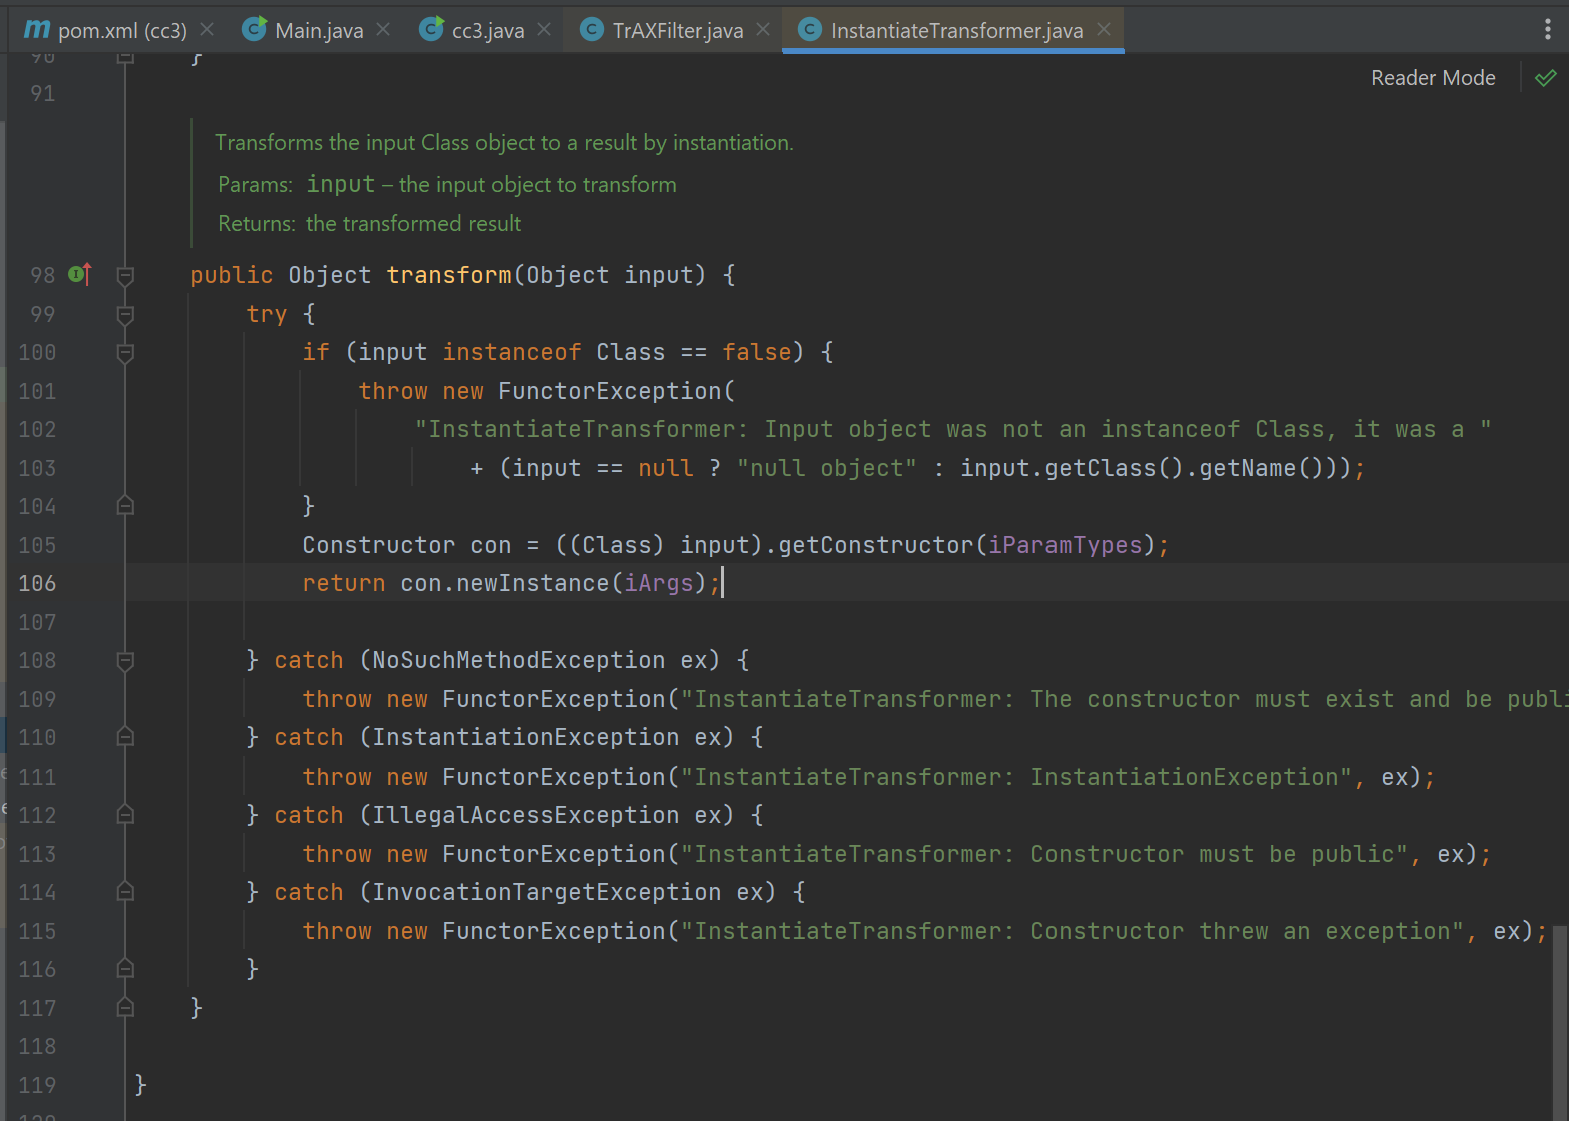 m pom.xml (cc3) Main.java cc3.java TrAXFilter.java InstantiateTransformer.java
90 }
91
Reader Mode
Transforms the input Class object to a result by instantiation.
Params: input – the input object to transform
Returns: the transformed result
98 public Object transform(Object input) {
99 try {
100 if (input instanceof Class == false) {
101 throw new FunctorException(
102 "InstantiateTransformer: Input object was not an instanceof Class, it was a "
103 + (input == null ? "null object" : input.getClass().getName()));
104 }
105 Constructor con = ((Class) input).getConstructor(iParamTypes);
106 return con.newInstance(iArgs);
107
108 } catch (NoSuchMethodException ex) {
109 throw new FunctorException("InstantiateTransformer: The constructor must exist and be publi
110 } catch (InstantiationException ex) {
111 throw new FunctorException("InstantiateTransformer: InstantiationException", ex);
112 } catch (IllegalAccessException ex) {
113 throw new FunctorException("InstantiateTransformer: Constructor must be public", ex);
114 } catch (InvocationTargetException ex) {
115 throw new FunctorException("InstantiateTransformer: Constructor threw an exception", ex);
116 }
117 }
118
119 }